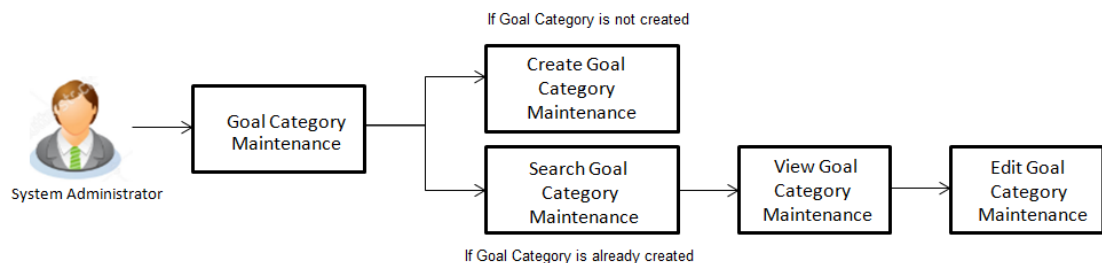 If Goal Category is not created
Create Goal
Category
Maintenance
Goal Category
Maintenance
System Administrator
Search Goal
Category
Maintenance
View Goal
Category
Maintenance
Edit Goal
Category
Maintenance
If Goal Category is already created